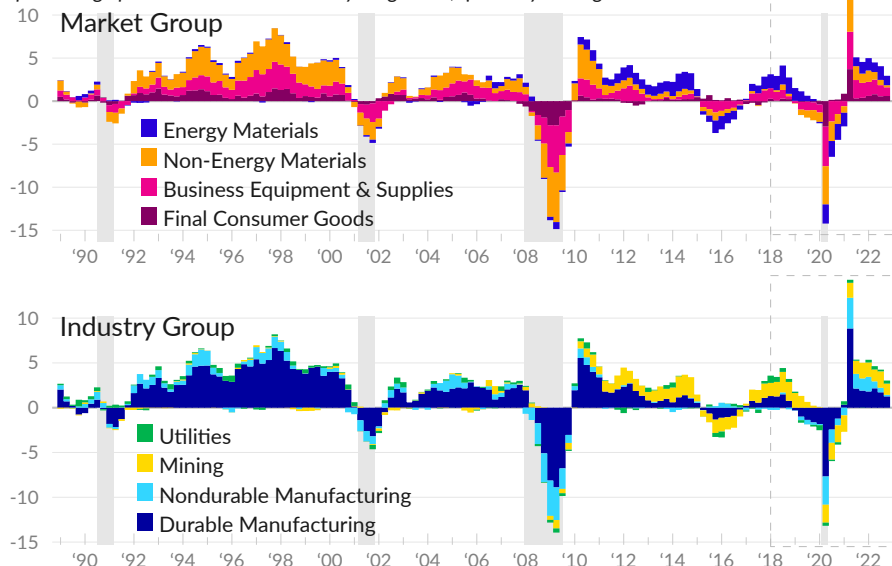 Market Group
10
5
0
-5
-10
-15
Energy Materials
Non-Energy Materials
Business Equipment & Supplies
Final Consumer Goods
‘90 ‘92 ‘94 ‘96 ‘98 ‘00 ‘02 ‘04 ‘06 ‘08 ‘10 ‘12 ‘14 ‘16 ‘18 ‘20 ‘22
Industry Group
10
5
0
-5
-10
-15
Utilities
Mining
Nondurable Manufacturing
Durable Manufacturing
‘90 ‘92 ‘94 ‘96 ‘98 ‘00 ‘02 ‘04 ‘06 ‘08 ‘10 ‘12 ‘14 ‘16 ‘18 ‘20 ‘22